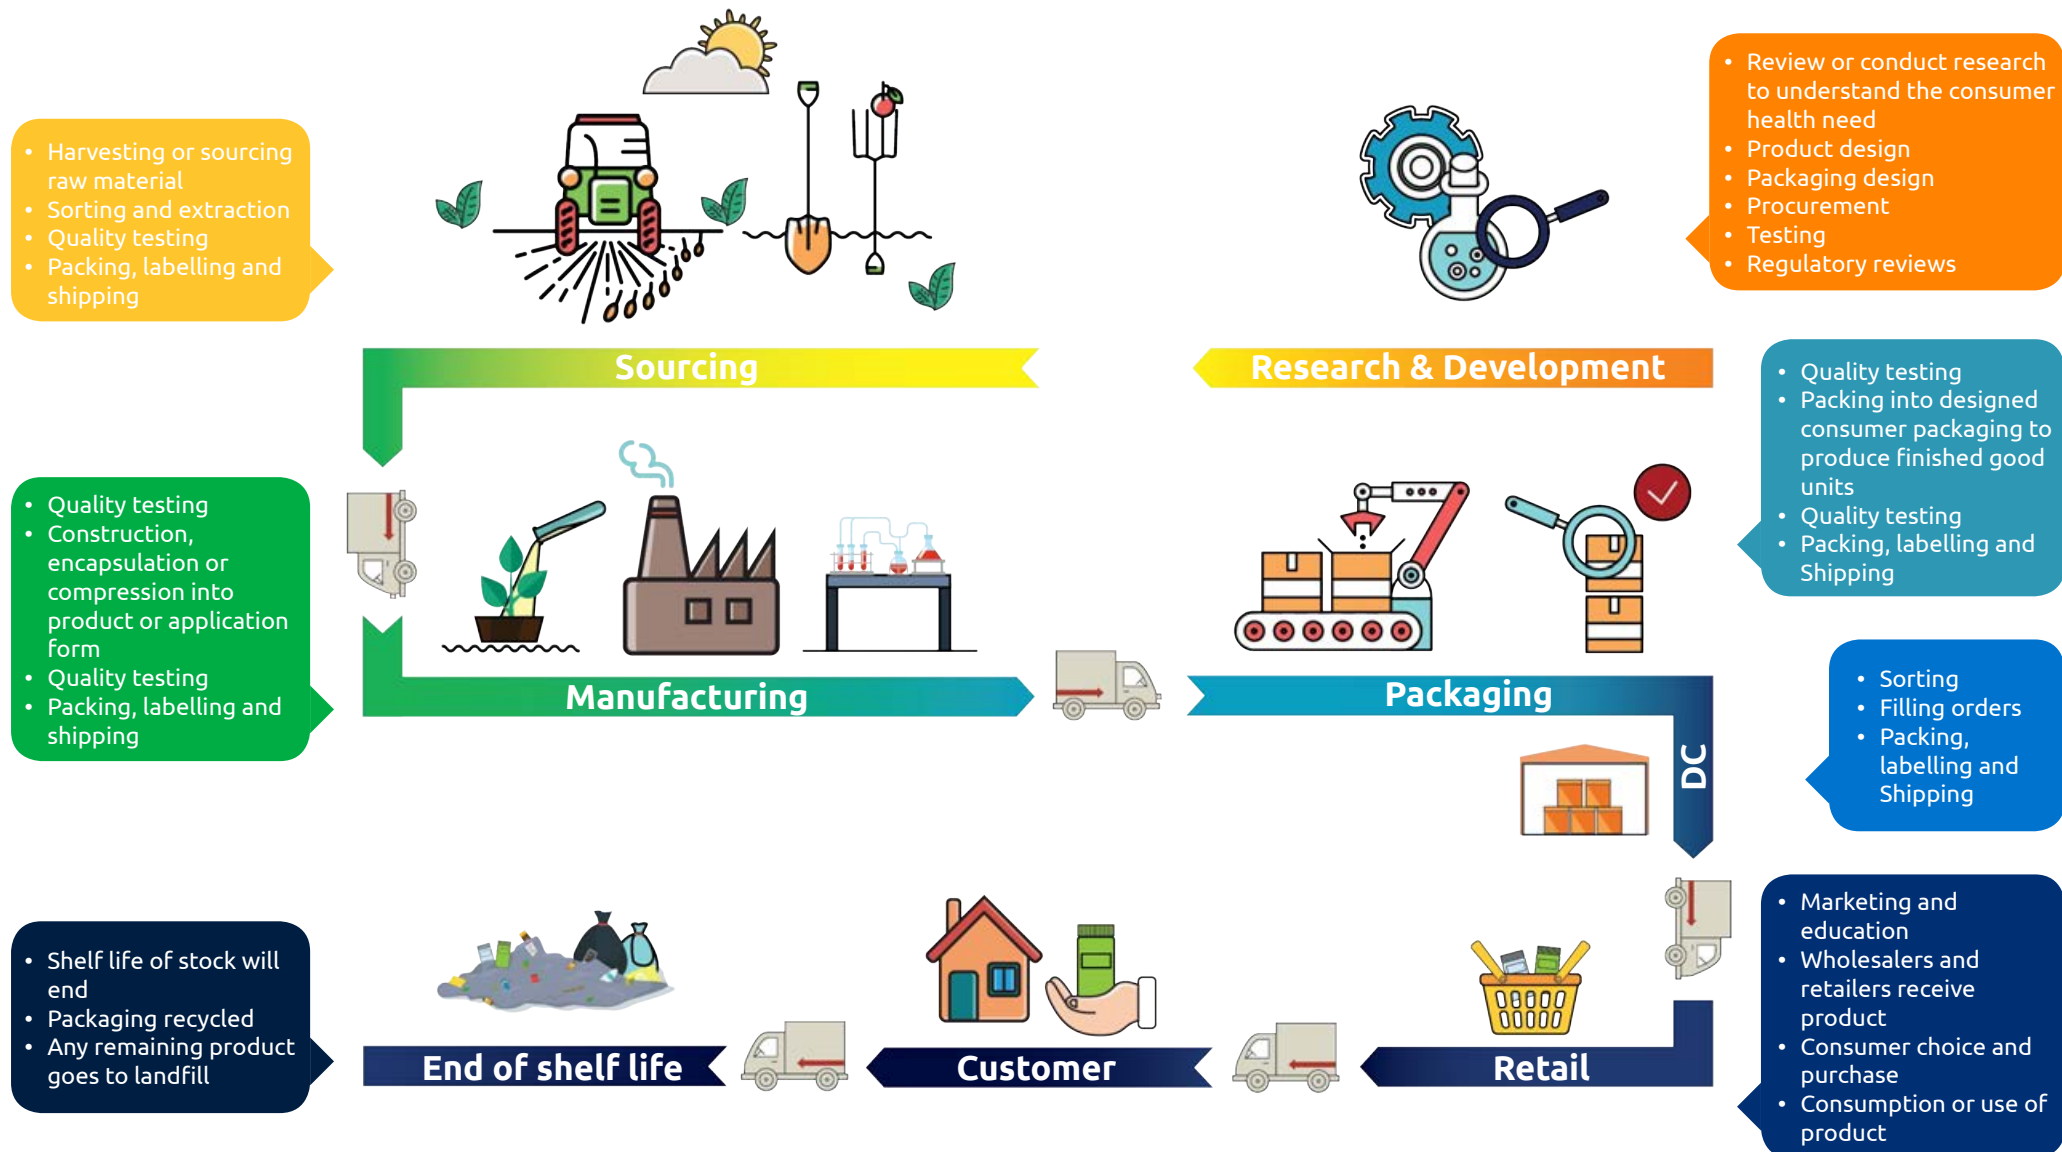 • Review or conduct research
to understand the consumer
health need
• Product design
• Packaging design
• Procurement
• Testing
• Regulatory reviews
• Harvesting or sourcing
raw material
• Sorting and extraction
• Quality testing
• Packing, labelling and
shipping
Sourcing
Research & Development
• Quality testing
• Packing into designed
consumer packaging to
produce finished good
units
• Quality testing
• Packing, labelling and
Shipping
• Quality testing
• Construction,
encapsulation or
compression into
product or application
form
• Quality testing
• Packing, labelling and
shipping
Manufacturing
Packaging
DC
• Sorting
• Filling orders
• Packing,
labelling and
Shipping
• Marketing and
education
• Wholesalers and
retailers receive
product
• Consumer choice and
purchase
• Consumption or use of
product
Retail
Customer
End of shelf life
• Shelf life of stock will
end
• Packaging recycled
• Any remaining product
goes to landfill